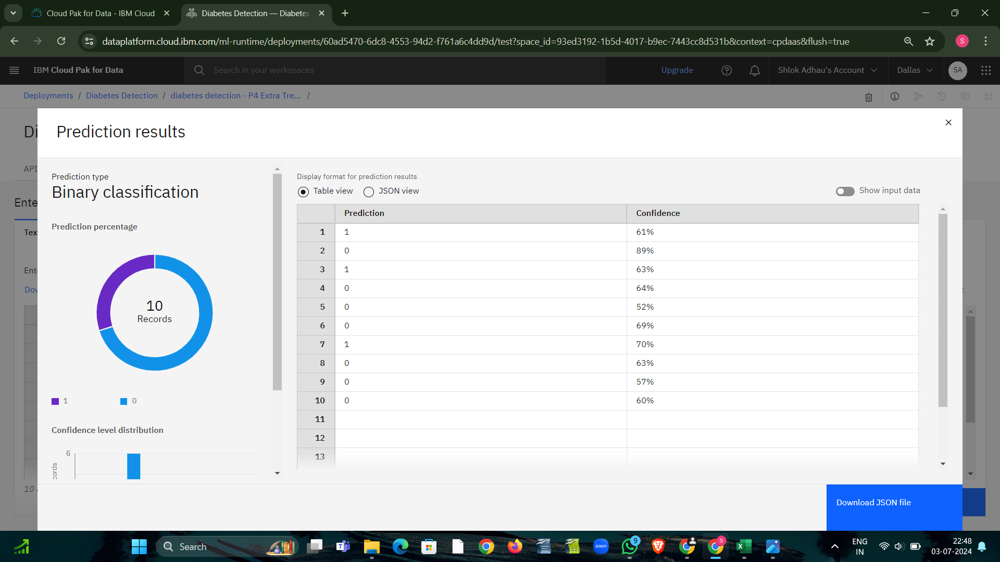 Cloud Pak for Data - IBM Cloud
Diabetes Detection — Diabetes
dataplatform.cloud.ibm.com/ml-runtime/deployments/60ad5470-6dc8-4553-94d2-f761a6c4dd9d/test?space_id=93ed3192-1b5d-4017-b9ec-7443cc8d531b&context=cpdaas&flush=true
S
IBM Cloud Pak for Data
Search in your workspaces
Upgrade
Shlok Adhau's Account
Dallas
SA
Deployments / Diabetes Detection / diabetes detection - P4 Extra Tre... /
Di
Prediction results
API
Prediction type
Binary classification
Display format for prediction results
Table view
JSON view
Show input data
Ente
Tex
Prediction percentage
Prediction Confidence
1 1 61%
2 0 89%
3 1 63%
4 0 64%
5 0 52%
6 0 69%
7 1 70%
8 0 63%
9 0 57%
10 0 60%
11
12
13
Ent
Dov
10
Records
1
0
Confidence level distribution
6
cords
10
Download JSON file
Search
zoom
9
S
ENG
IN
22:48
03-07-2024